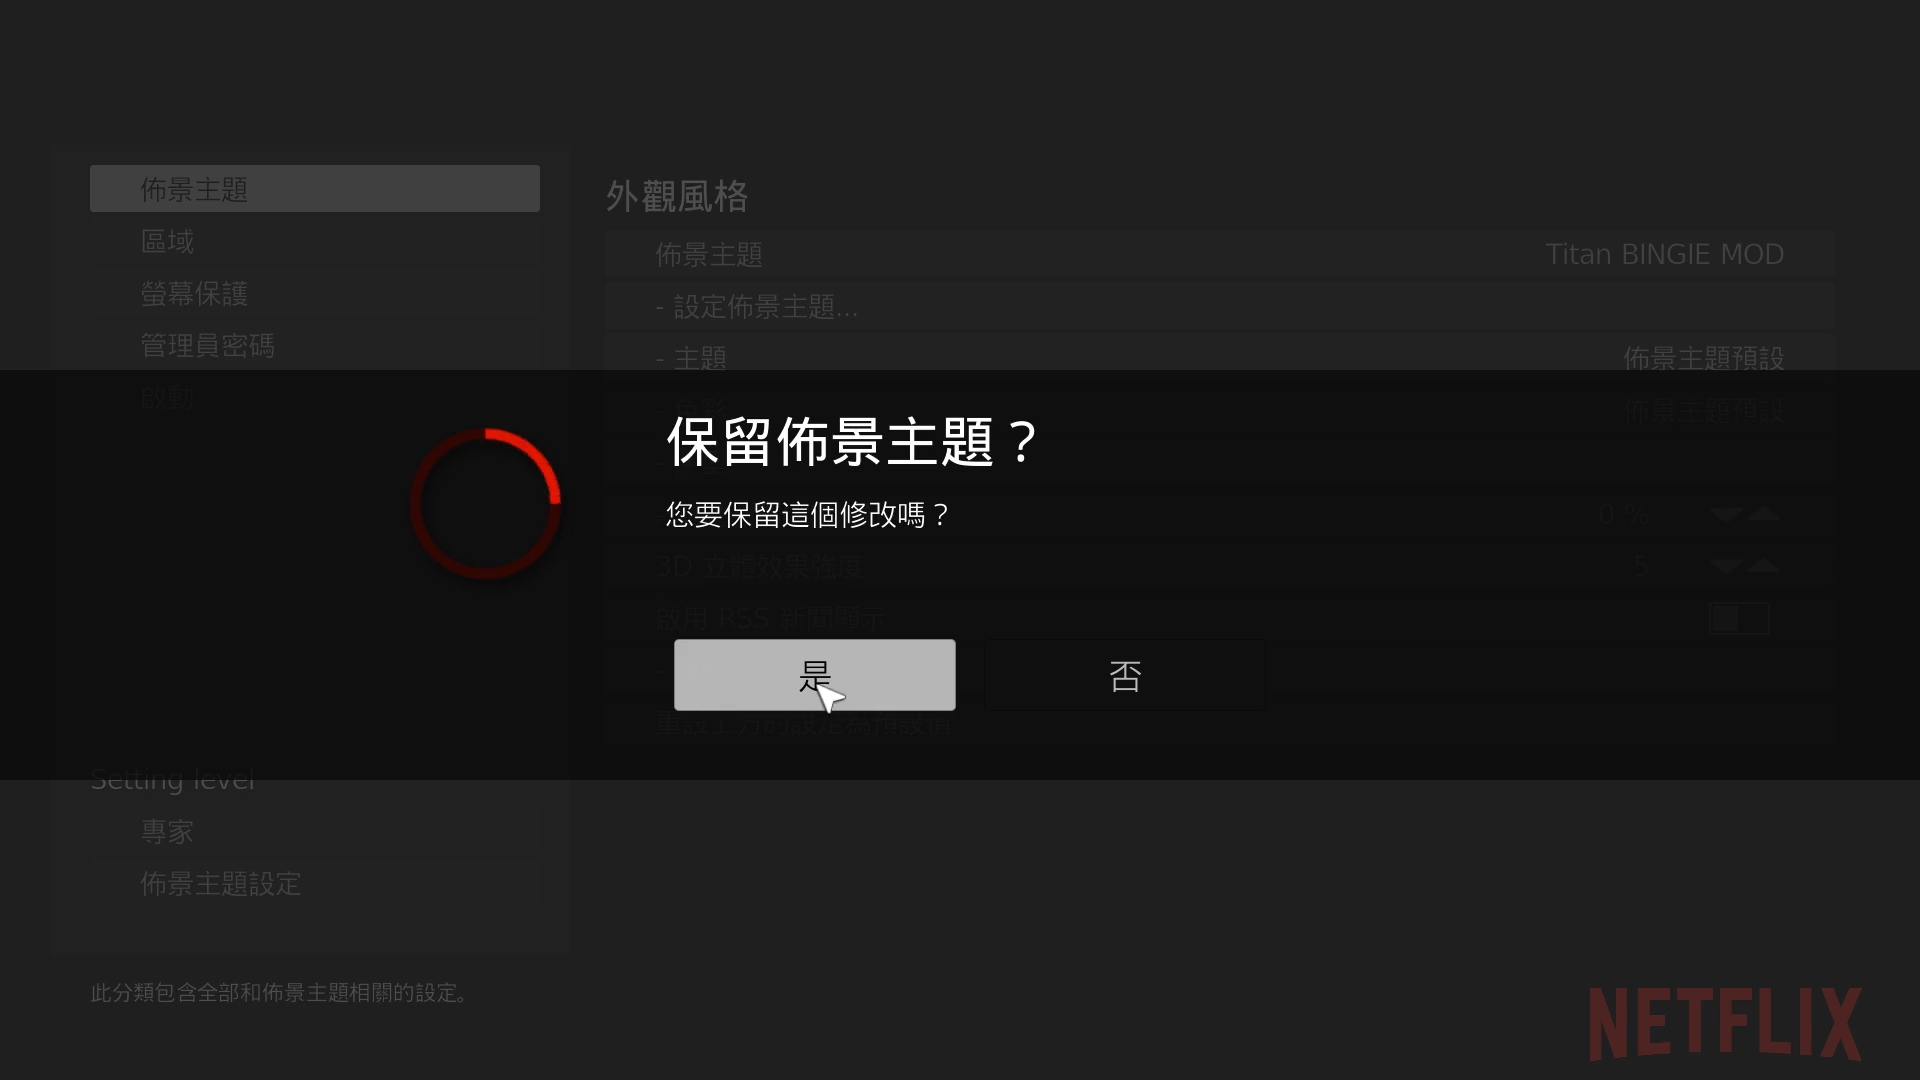 佈景主題
區域
螢幕保護
管理員密碼
啟動
外觀風格
佈景主題 Titan BINGIE MOD
- 設定佈景主題...
- 主題 佈景主題預設
佈景主題預設
保留佈景主題？
您要保留這個修改嗎？
0 %
3D 立體效果強度 5
啟用 RSS 新聞顯示
是 否
重設上方的設定為預設值
Setting level
專家
佈景主題設定
此分類包含全部和佈景主題相關的設定。
NETFLIX